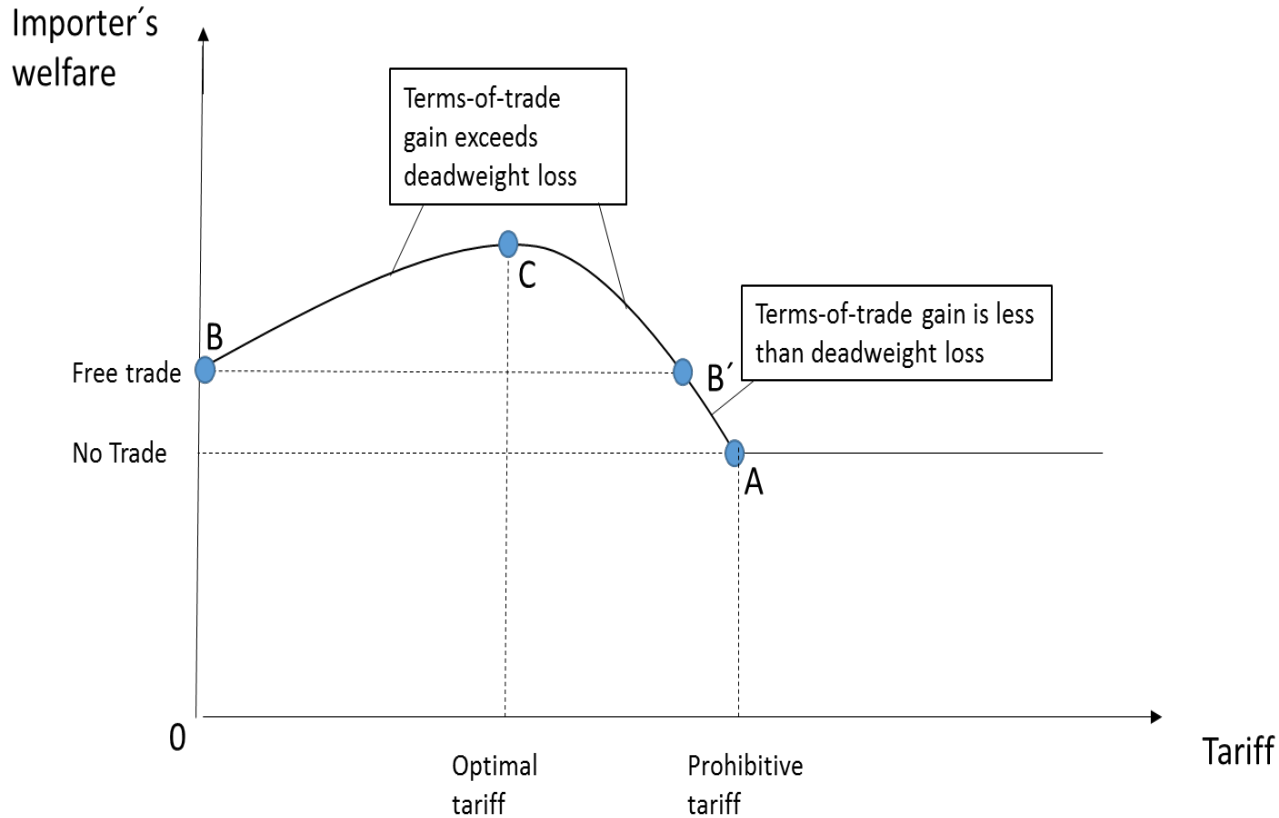 Importer´s
welfare
Terms-of-trade
gain exceeds
deadweight loss
C
Terms-of-trade gain is less
than deadweight loss
B
Free trade
B´
No Trade
A
0
Tariff
Optimal
tariff
Prohibitive
tariff